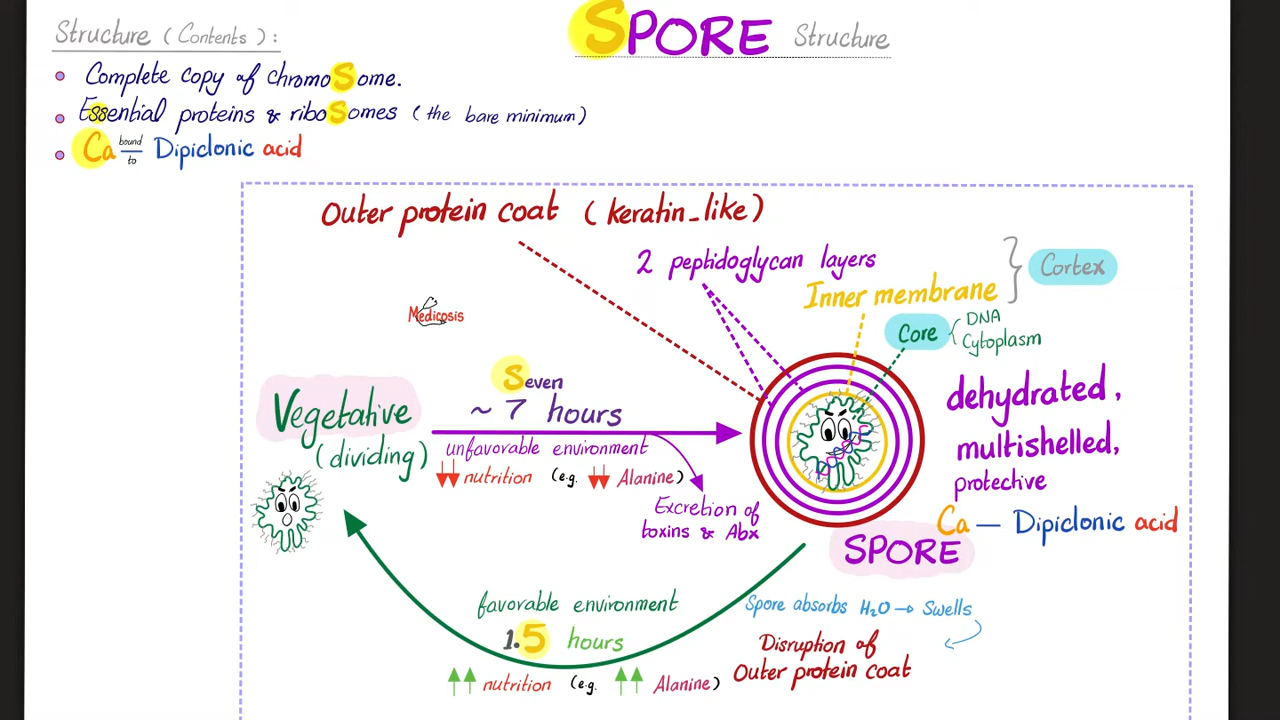 SPORE Structure
Structure (Contents):
Complete copy of chromoSome.
Essential proteins & riboSomes (the bare minimum)
Ca bound to Dipiclonic acid
Outer protein coat (keratin_like)
2 peptidoglycan layers
Inner membrane
Cortex
Core
DNA
Cytoplasm
Medicosis
Seven
~ 7 hours
Vegetative
(dividing)
unfavorable environment
nutrition (e.g. Alanine)
Excretion of
toxins & Abx
dehydrated,
multishelled,
protective
Ca — Dipiclonic acid
SPORE
favorable environment
1.5 hours
nutrition (e.g. Alanine)
Spore absorbs H₂O → Swells
Disruption of
Outer protein coat